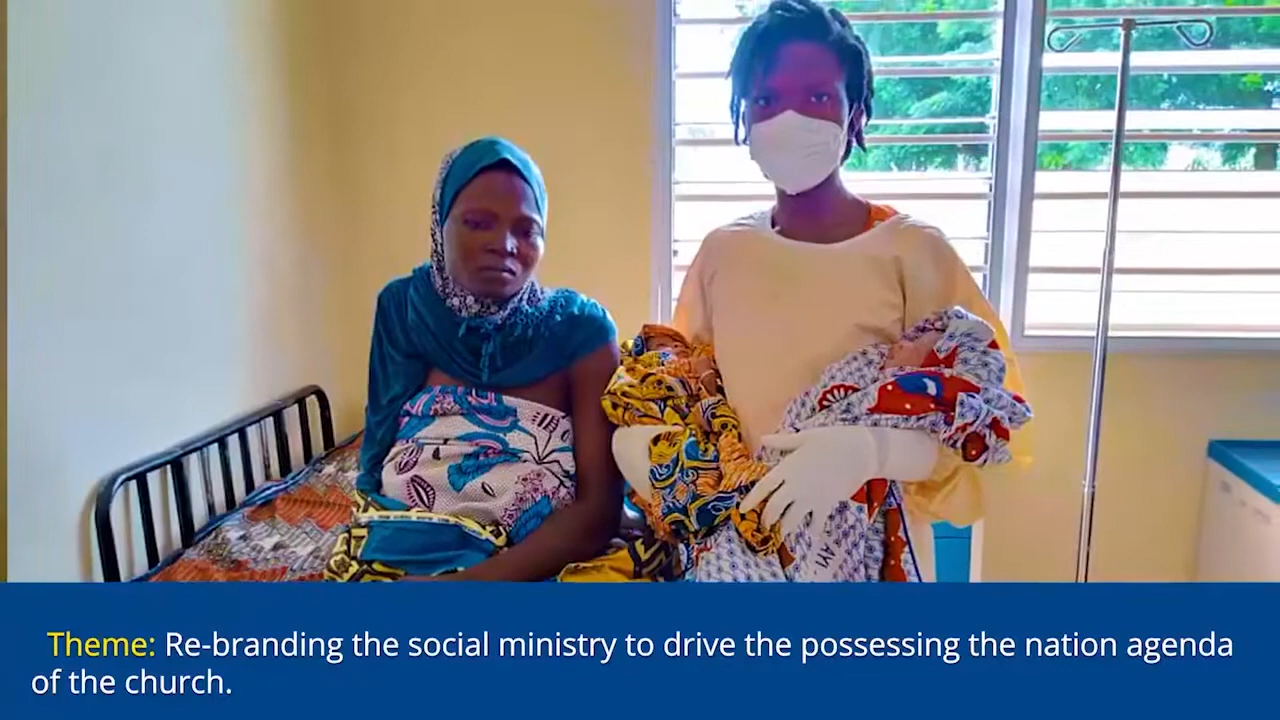 Theme: Re-branding the social ministry to drive the possessing the nation agenda
of the church.